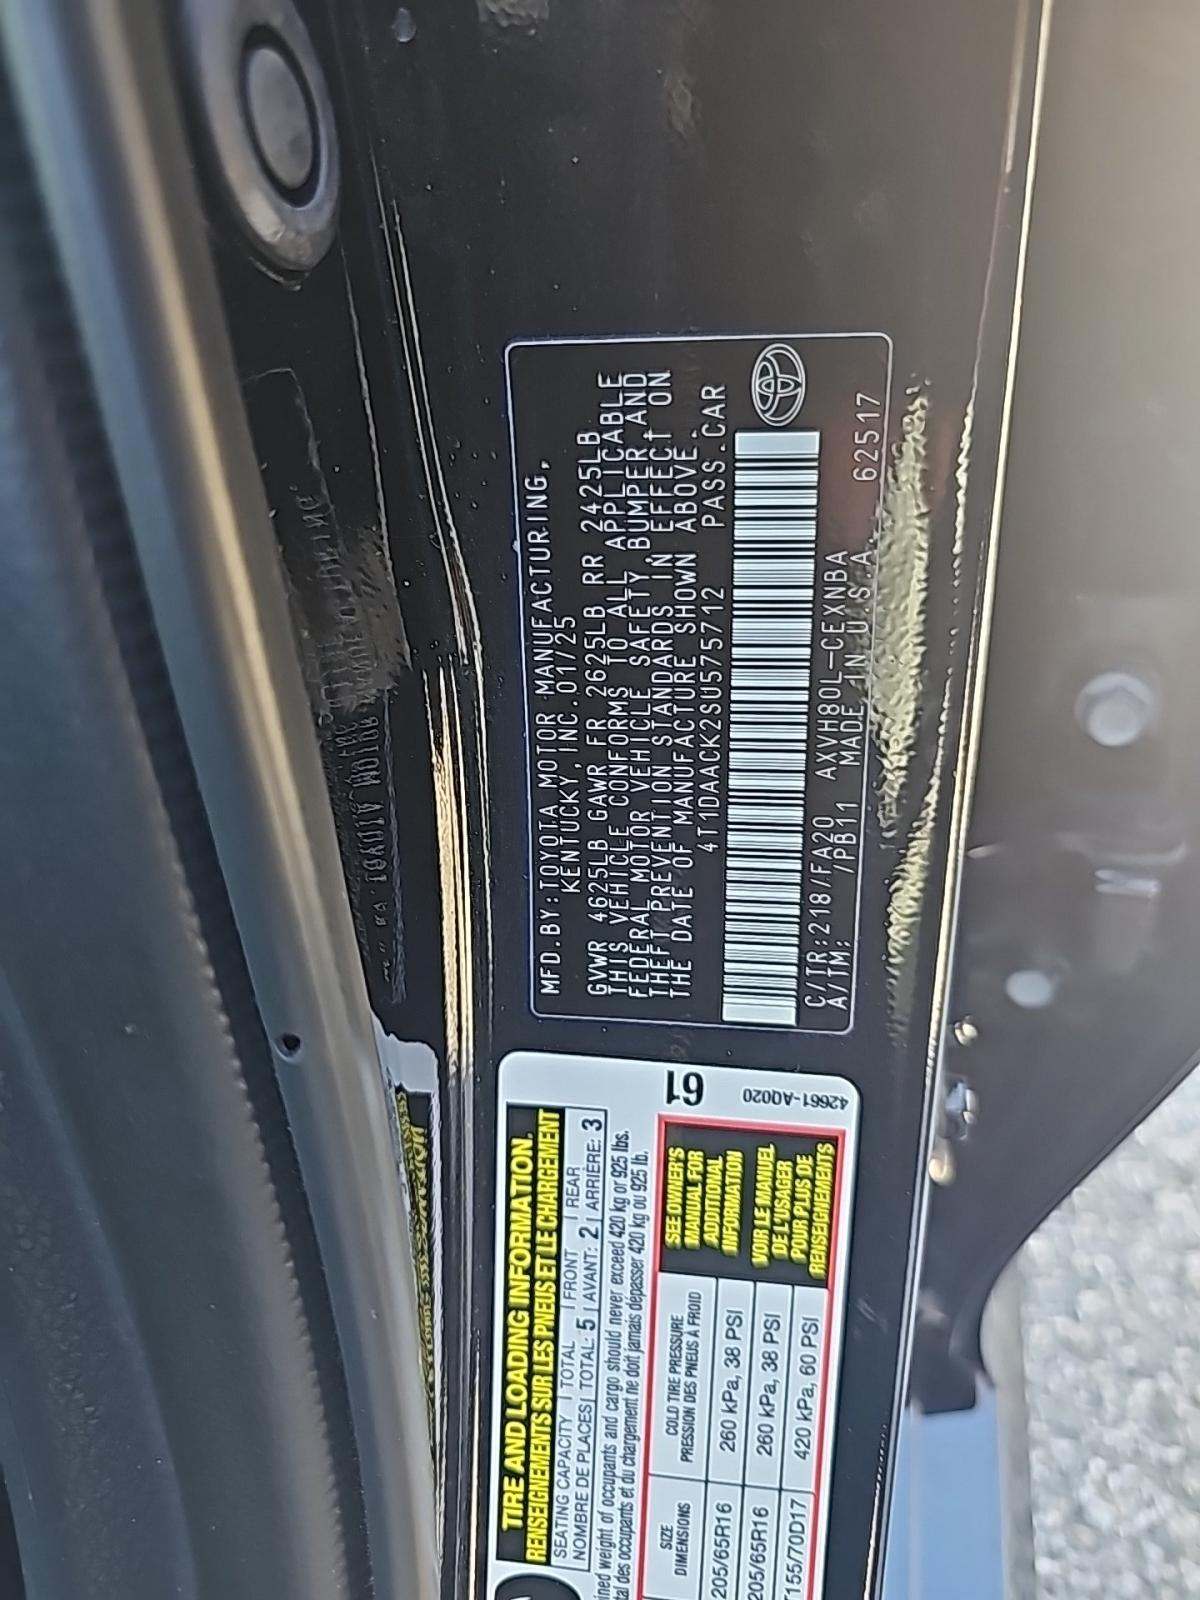 MFD.BY:TOYOTA MOTOR MANUFACTURING,
KENTUCKY, INC. 01/25
GVWR 4625LB GAWR FR 2625LB RR 2425LB
THIS VEHICLE CONFORMS TO ALL APPLICABLE
FEDERAL MOTOR VEHICLE SAFETY, BUMPER, AND
THEFT PREVENTION STANDARDS IN EFFECT ON
THE DATE OF MANUFACTURE SHOWN ABOVE.
4T1DAACK2SU575712 PASS.CAR
C/TR:218/FA20 AXVH80L-CEXNBA 62517
A/TM: /PB11 MADE IN U.S.A.
TIRE AND LOADING INFORMATION.
RENSEIGNEMENTS SUR LES PNEUS ET LE CHARGEMENT
61
42661-AQ020
SEATING CAPACITY | TOTAL | FRONT | REAR
NOMBRE DE PLACES | TOTAL: 5 | AVANT: 2 | ARRIÈRE: 3
weight of occupants and cargo should never exceed 420 kg or 925 lbs.
des occupants et du chargement ne doit jamais dépasser 420 kg ou 925 lb.
SIZE
DIMENSIONS
COLD TIRE PRESSURE
PRESSION DES PNEUS À FROID
205/65R16 260 kPa, 38 PSI
205/65R16 260 kPa, 38 PSI
T155/70D17 420 kPa, 60 PSI
SEE OWNER'S
MANUAL FOR
ADDITIONAL
INFORMATION
VOIR LE MANUEL
DE L'USAGER
POUR PLUS DE
RENSEIGNEMENTS